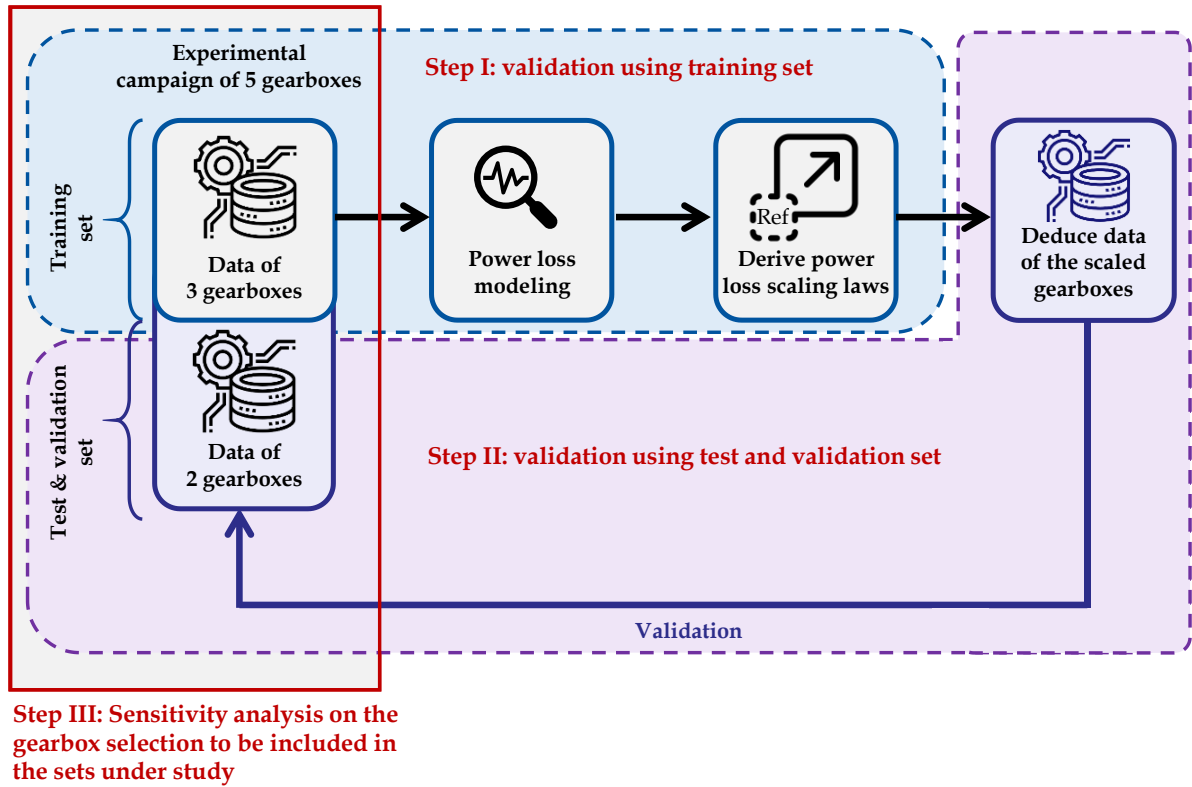 Experimental
campaign of 5 gearboxes
Step I: validation using training set
Training
set
Data of
3 gearboxes
Power loss
modeling
Ref
Derive power
loss scaling laws
Deduce data
of the scaled
gearboxes
Test & validation
set
Data of
2 gearboxes
Step II: validation using test and validation set
Validation
Step III: Sensitivity analysis on the
gearbox selection to be included in
the sets under study